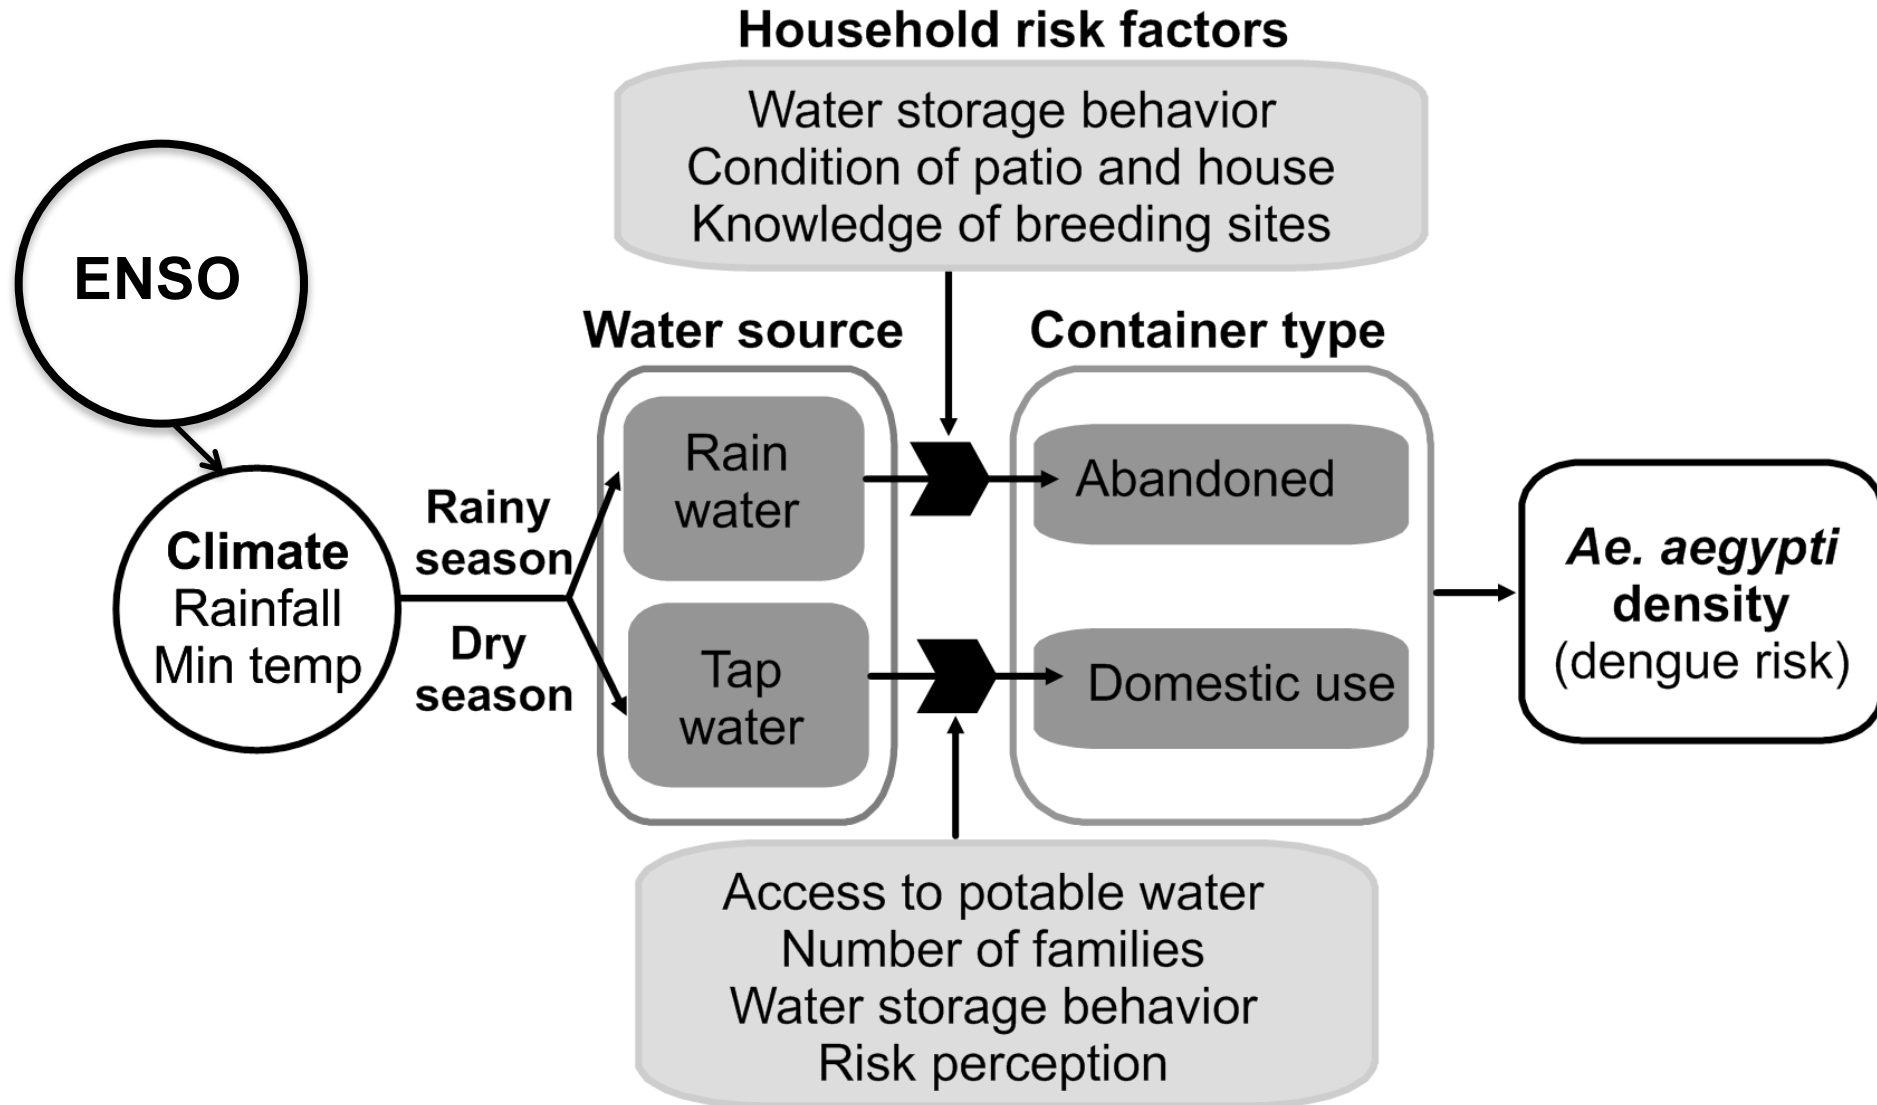 Household risk factors
Water storage behavior
Condition of patio and house
Knowledge of breeding sites
ENSO
Water source
Container type
Rain
water
Abandoned
Rainy
season
Climate
Rainfall
Min temp
Dry
season
Tap
water
Domestic use
Ae. aegypti
density
(dengue risk)
Access to potable water
Number of families
Water storage behavior
Risk perception